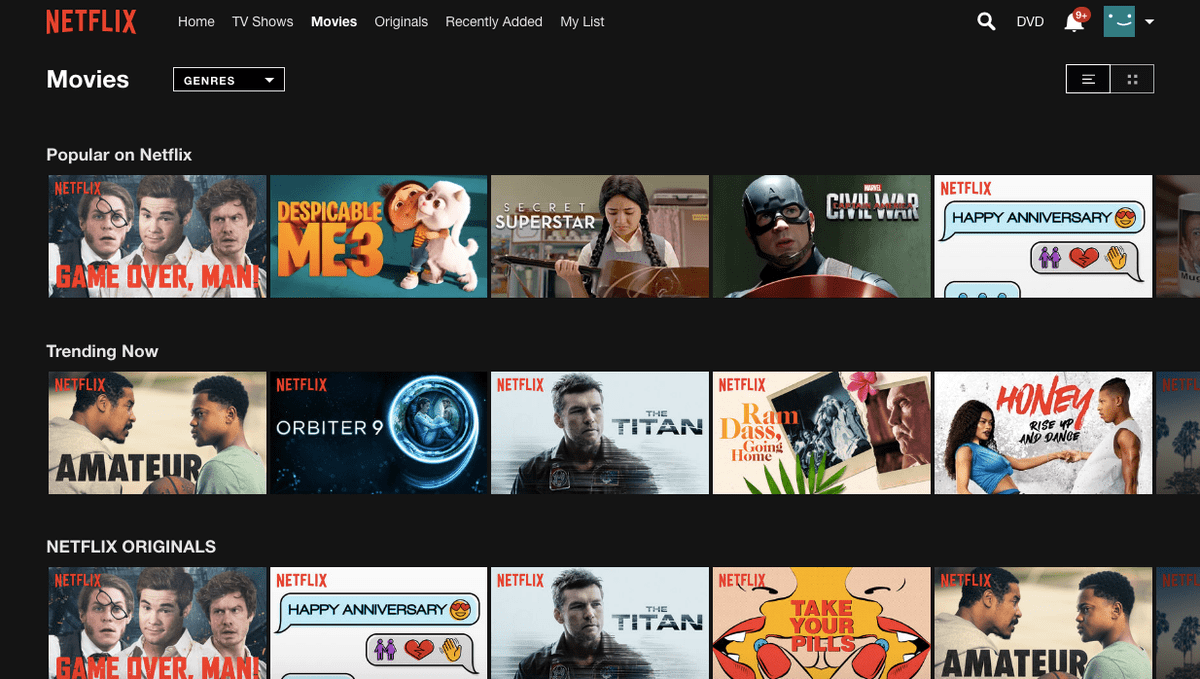 NETFLIX
Home
TV Shows
Movies
Originals
Recently Added
My List
DVD
9+
Movies
GENRES
Popular on Netflix
NETFLIX
GAME OVER, MAN!
DESPICABLE
ME3
SECRET
SUPERSTAR
MARVEL
CAPTAIN AMERICA
CIVIL WAR
NETFLIX
HAPPY ANNIVERSARY
Trending Now
NETFLIX
AMATEUR
NETFLIX
ORBITER 9
NETFLIX
THE
TITAN
NETFLIX
Ram
Dass,
Going
Home
HONEY
RISE UP
AND DANCE
NETFLIX ORIGINALS
NETFLIX
GAME OVER, MAN!
NETFLIX
HAPPY ANNIVERSARY
NETFLIX
THE
TITAN
NETFLIX
TAKE
YOUR
PILLS
NETFLIX
AMATEUR